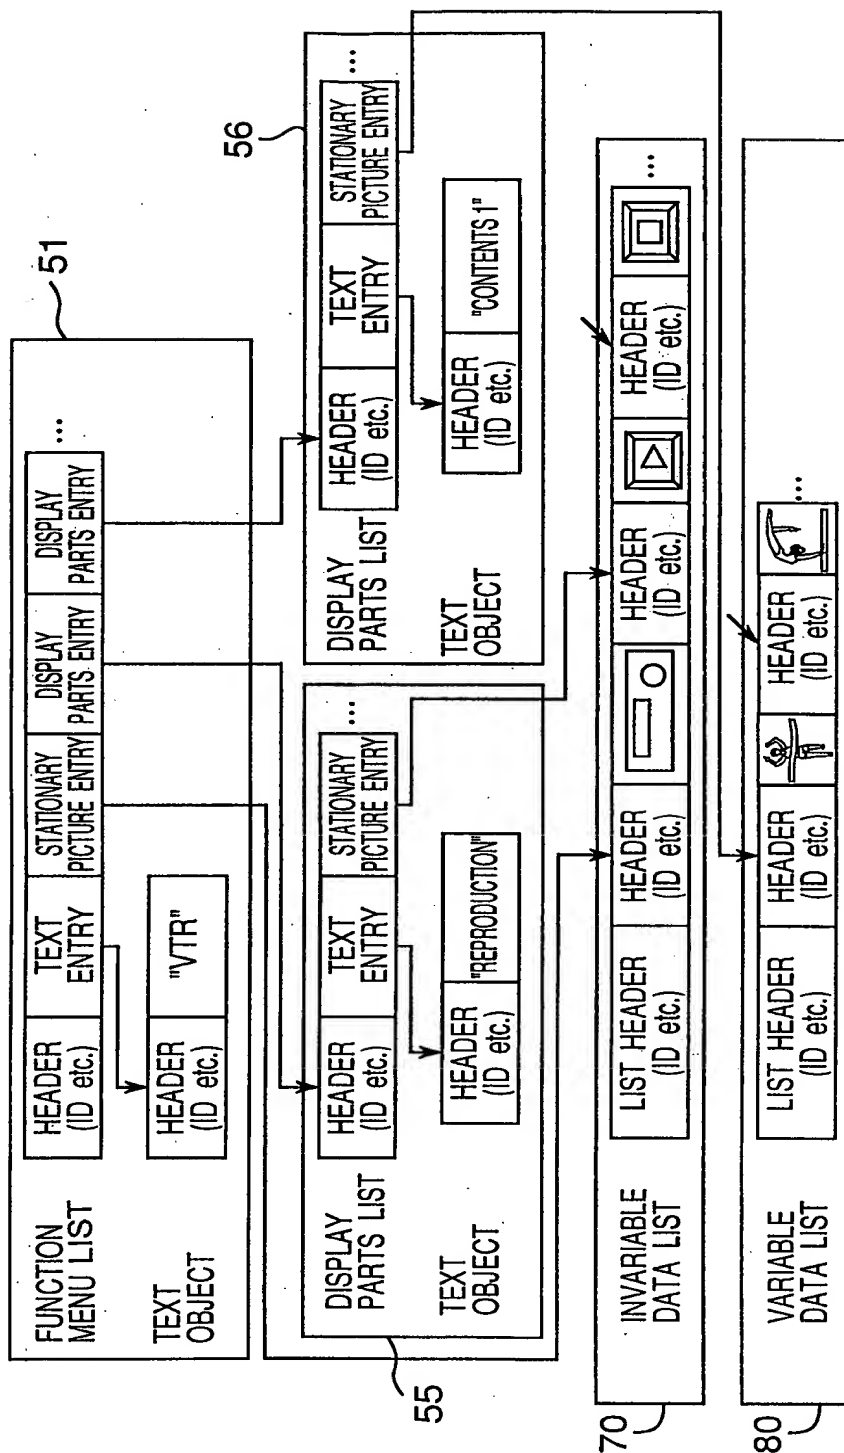 51
FUNCTION
MENU LIST
HEADER
(ID etc.)
TEXT
ENTRY
STATIONARY
PICTURE ENTRY
DISPLAY
PARTS ENTRY
DISPLAY
PARTS ENTRY
...
TEXT
OBJECT
HEADER
(ID etc.)
"VTR"
55
DISPLAY
PARTS LIST
HEADER
(ID etc.)
TEXT
ENTRY
STATIONARY
PICTURE ENTRY
...
TEXT
OBJECT
HEADER
(ID etc.)
"REPRODUCTION"
56
DISPLAY
PARTS LIST
HEADER
(ID etc.)
TEXT
ENTRY
STATIONARY
PICTURE ENTRY
...
TEXT
OBJECT
HEADER
(ID etc.)
"CONTENTS 1"
70
INVARIABLE
DATA LIST
LIST HEADER
(ID etc.)
HEADER
(ID etc.)
HEADER
(ID etc.)
HEADER
(ID etc.)
...
80
VARIABLE
DATA LIST
LIST HEADER
(ID etc.)
HEADER
(ID etc.)
HEADER
(ID etc.)
...